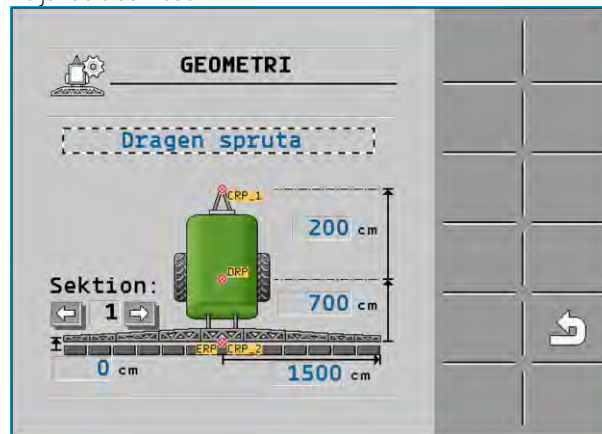 GEOMETRI
Dragen spruta
CRP_1
200 cm
DRP
Sektion:
1
700 cm
ERP CRP_2
0 cm
1500 cm